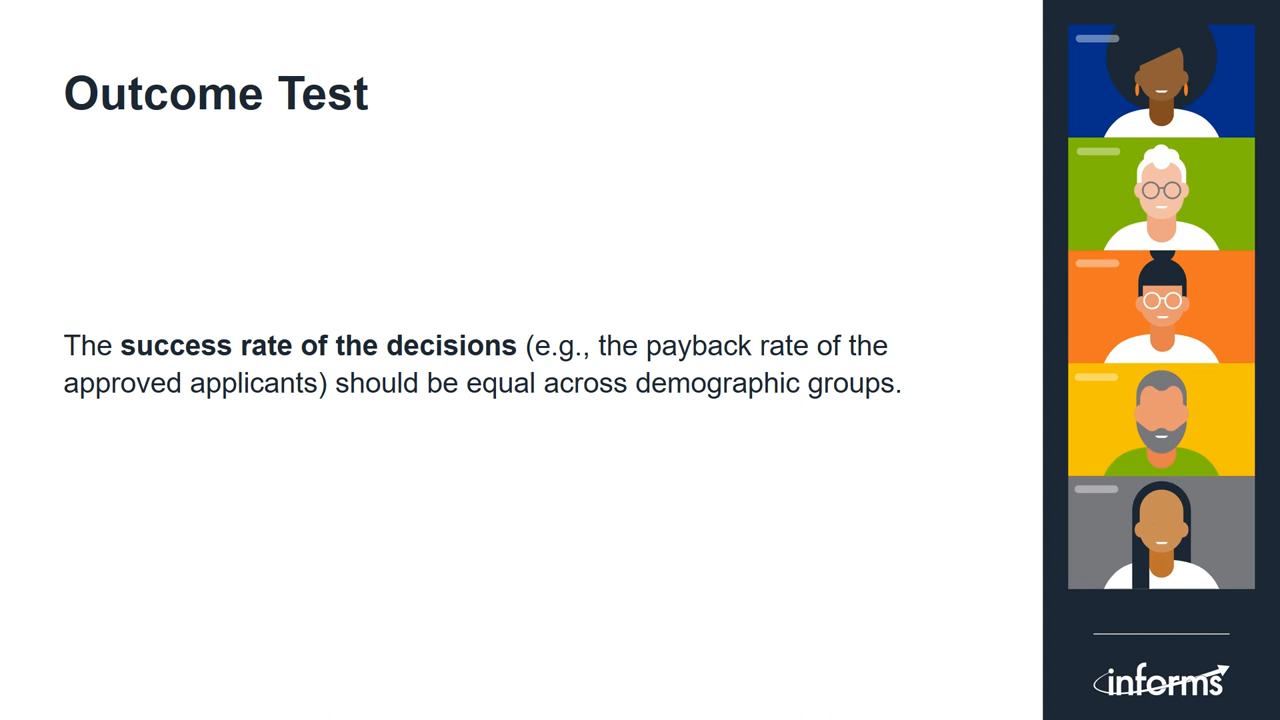 Outcome Test
The success rate of the decisions (e.g., the payback rate of the
approved applicants) should be equal across demographic groups.
informs